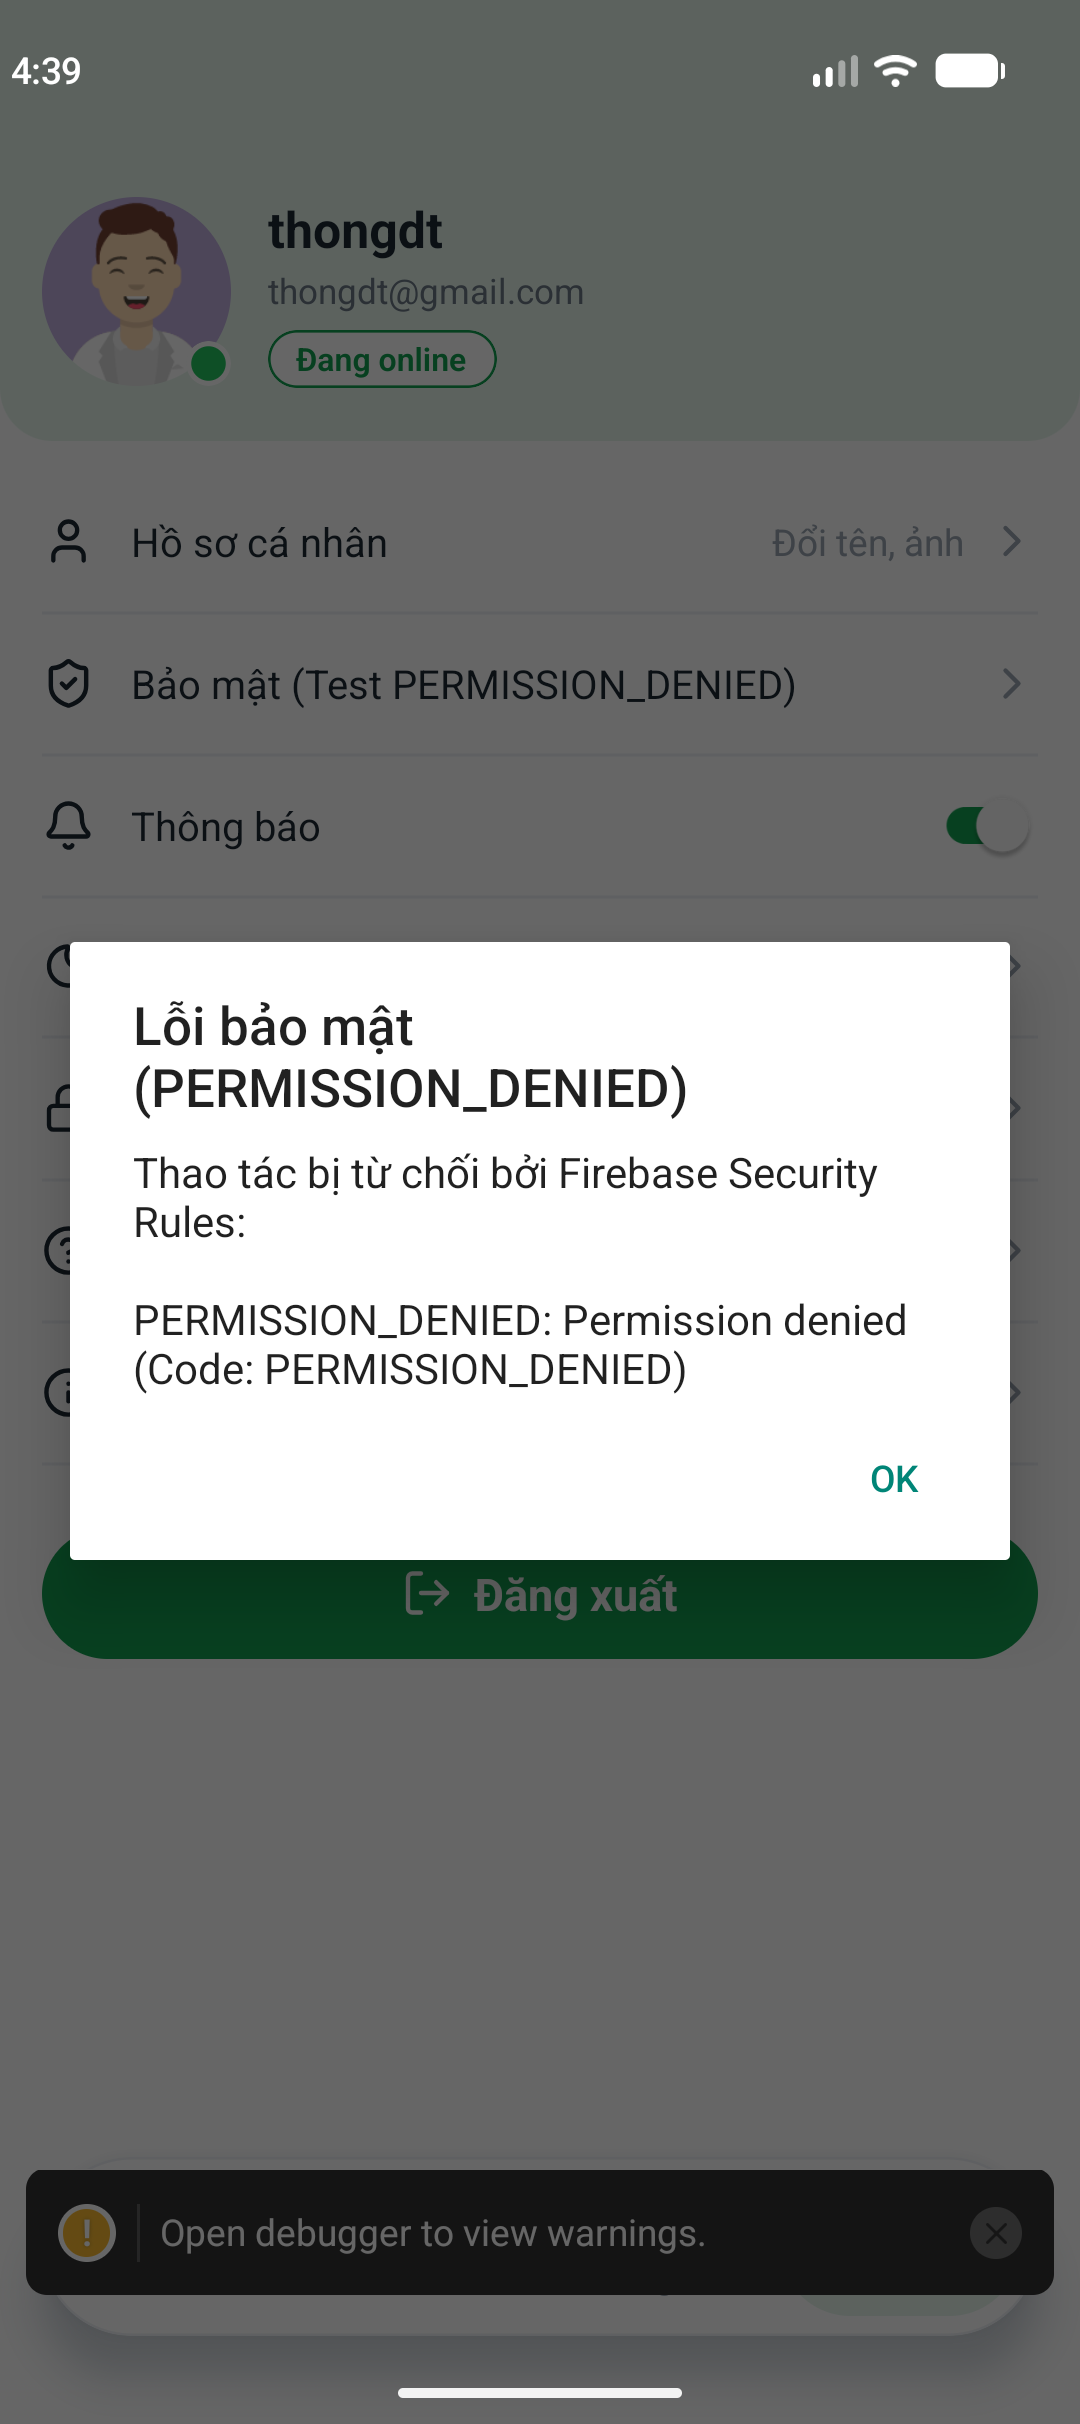 4:39
thongdt
thongdt@gmail.com
Đang online
Hồ sơ cá nhân
Đổi tên, ảnh
Bảo mật (Test PERMISSION_DENIED)
Thông báo
Lỗi bảo mật
(PERMISSION_DENIED)
Thao tác bị từ chối bởi Firebase Security
Rules:
PERMISSION_DENIED: Permission denied
(Code: PERMISSION_DENIED)
OK
Đăng xuất
Open debugger to view warnings.